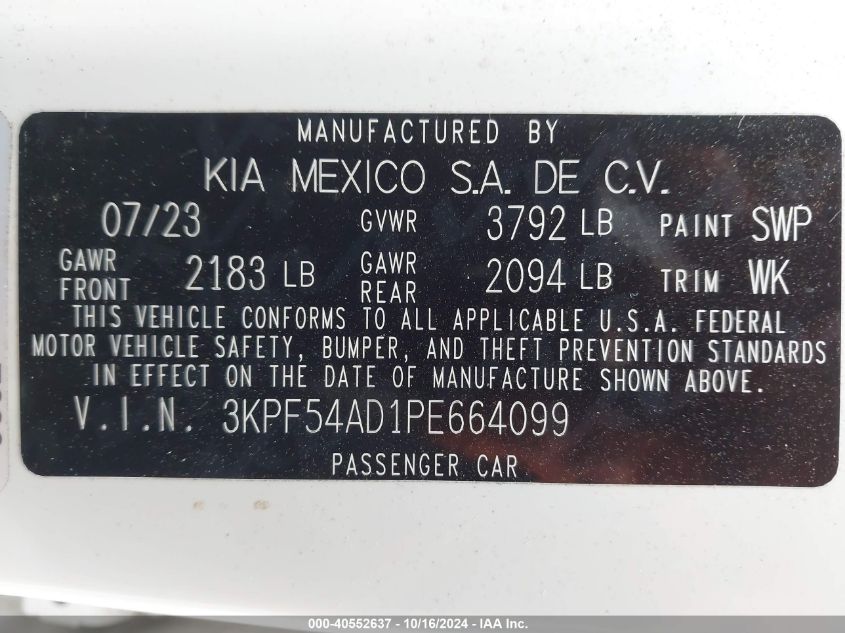 MANUFACTURED BY
KIA MEXICO S.A. DE C.V.
07/23 GVWR 3792 LB PAINT SWP
GAWR FRONT 2183 LB GAWR REAR 2094 LB TRIM WK
THIS VEHICLE CONFORMS TO ALL APPLICABLE U.S.A. FEDERAL
MOTOR VEHICLE SAFETY, BUMPER, AND THEFT PREVENTION STANDARDS
IN EFFECT ON THE DATE OF MANUFACTURE SHOWN ABOVE.
V.I.N. 3KPF54AD1PE664099
PASSENGER CAR
000-40552637 - 10/16/2024 - IAA Inc.